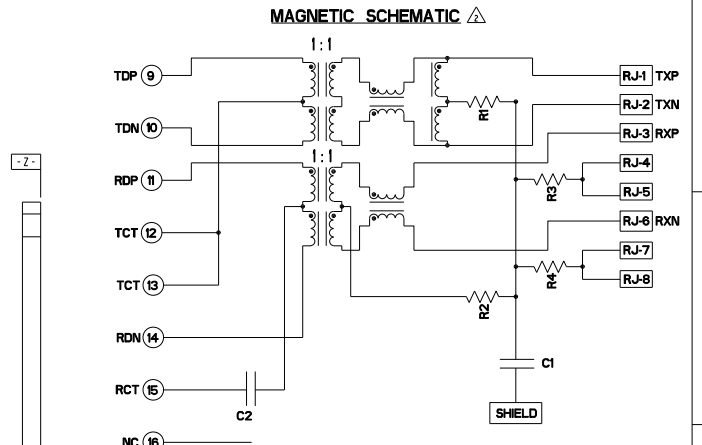 MAGNETIC SCHEMATIC 2
1:1
TDP 9
RJ-1 TXP
RJ-2 TXN
R1
TDN 10
RJ-3 RXP
1:1
- Z -
RJ-4
RDP 11
R3
RJ-5
RJ-6 RXN
TCT 12
RJ-7
R4
RJ-8
TCT 13
R2
RDN 14
C1
RCT 15
C2
SHIELD
NC 16